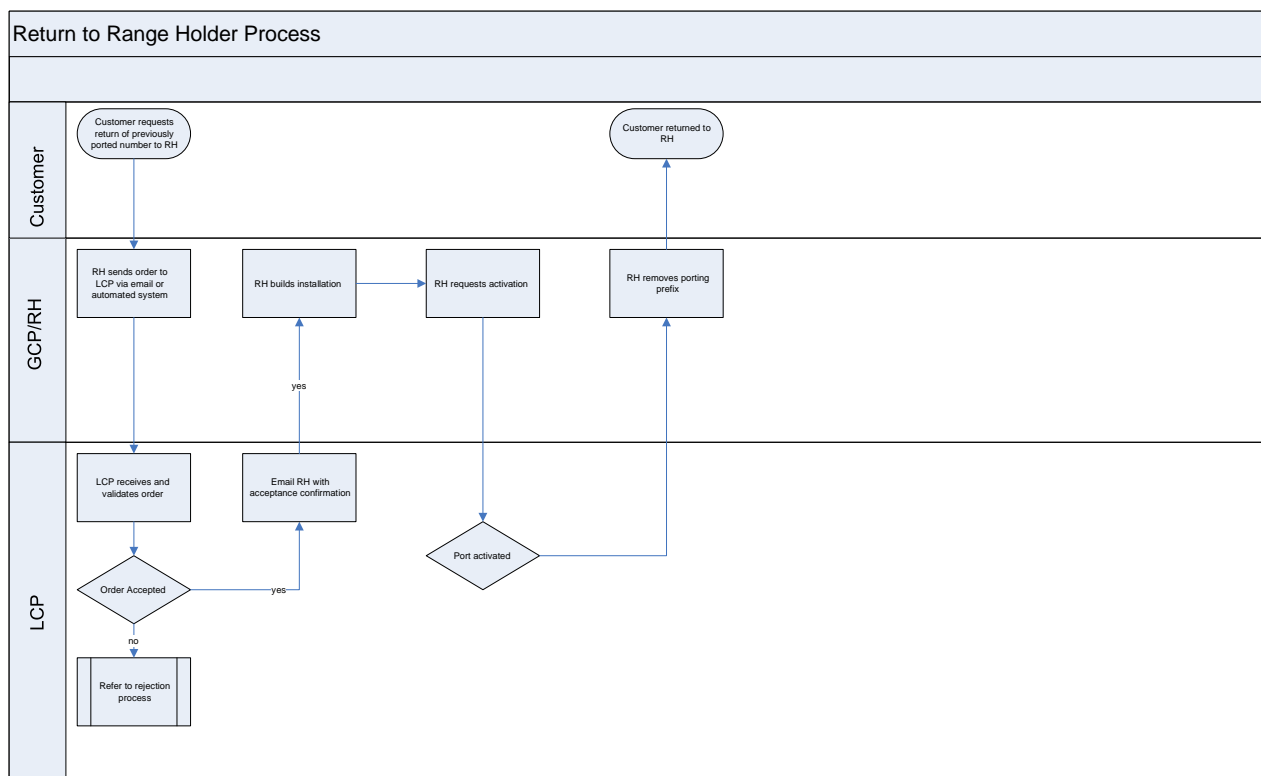 Return to Range Holder Process
Customer
Customer requests
return of previously
ported number to RH
Customer returned to
RH
GCP/RH
RH sends order to
LCP via email or
automated system
RH builds installation
RH requests activation
RH removes porting
prefix
yes
LCP
LCP receives and
validates order
Email RH with
acceptance confirmation
Port activated
Order Accepted
yes
no
Refer to rejection
process